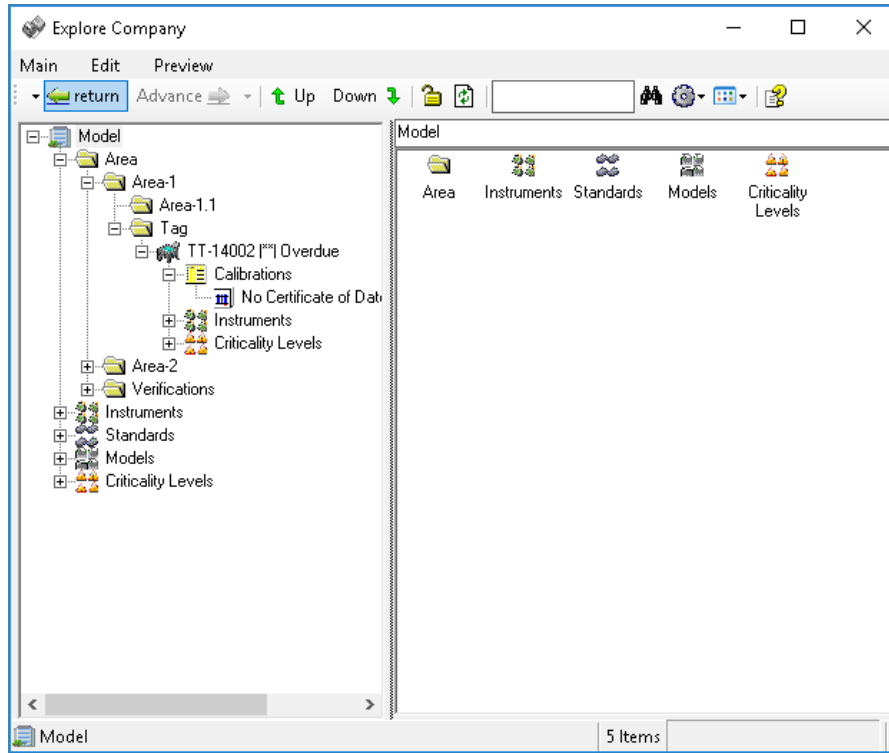 Explore Company
Main Edit Preview
return Advance Up Down
Model
Area
Area-1
Area-1.1
Tag
TT-14002 |**| Overdue
Calibrations
No Certificate of Dat
Instruments
Criticality Levels
Area-2
Verifications
Instruments
Standards
Models
Criticality Levels
Model
Area Instruments Standards Models Criticality
Levels
Model 5 Items